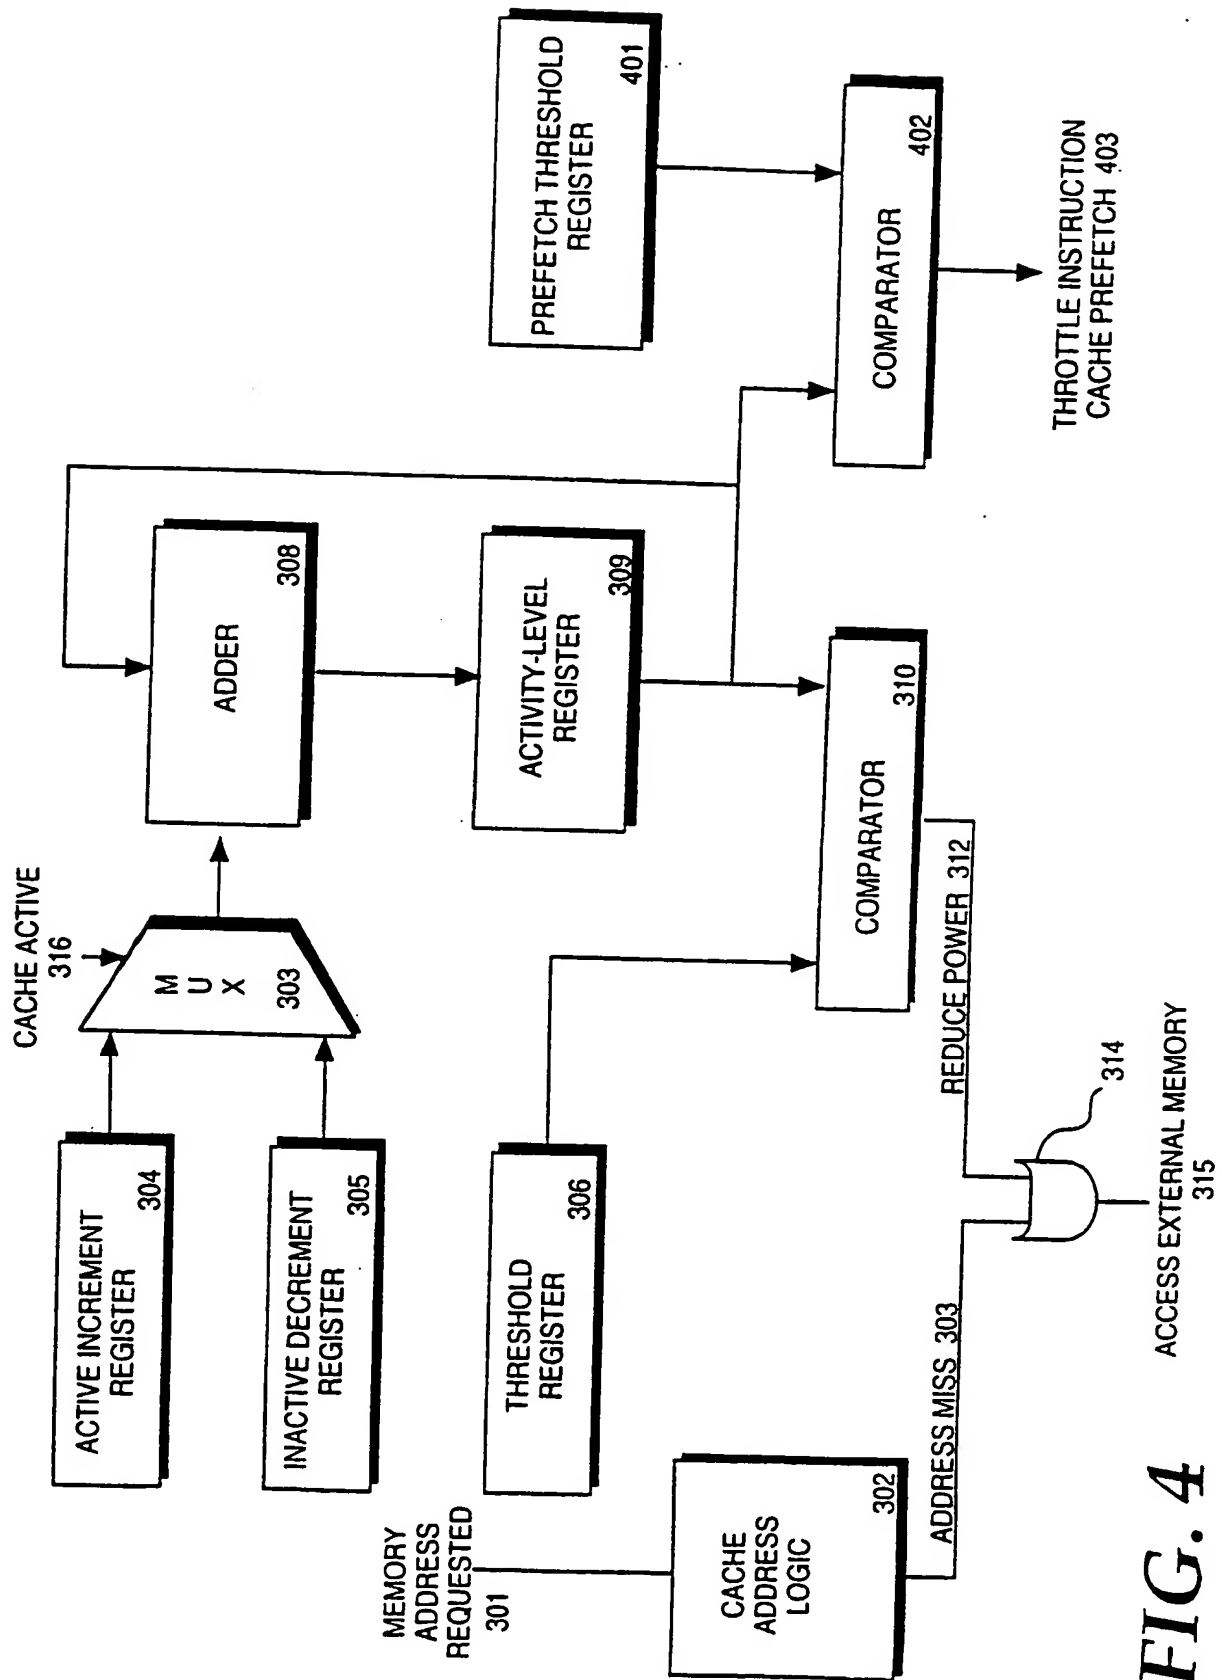 CACHE ACTIVE
316
ACTIVE INCREMENT
REGISTER
304
M
U
X
303
ADDER
308
INACTIVE DECREMENT
REGISTER
305
MEMORY
ADDRESS
REQUESTED
301
THRESHOLD
REGISTER
306
ACTIVITY-LEVEL
REGISTER
309
PREFETCH THRESHOLD
REGISTER
401
CACHE
ADDRESS
LOGIC
302
COMPARATOR
310
COMPARATOR
402
ADDRESS MISS 303
REDUCE POWER 312
314
THROTTLE INSTRUCTION
CACHE PREFETCH 403
ACCESS EXTERNAL MEMORY
315
FIG. 4